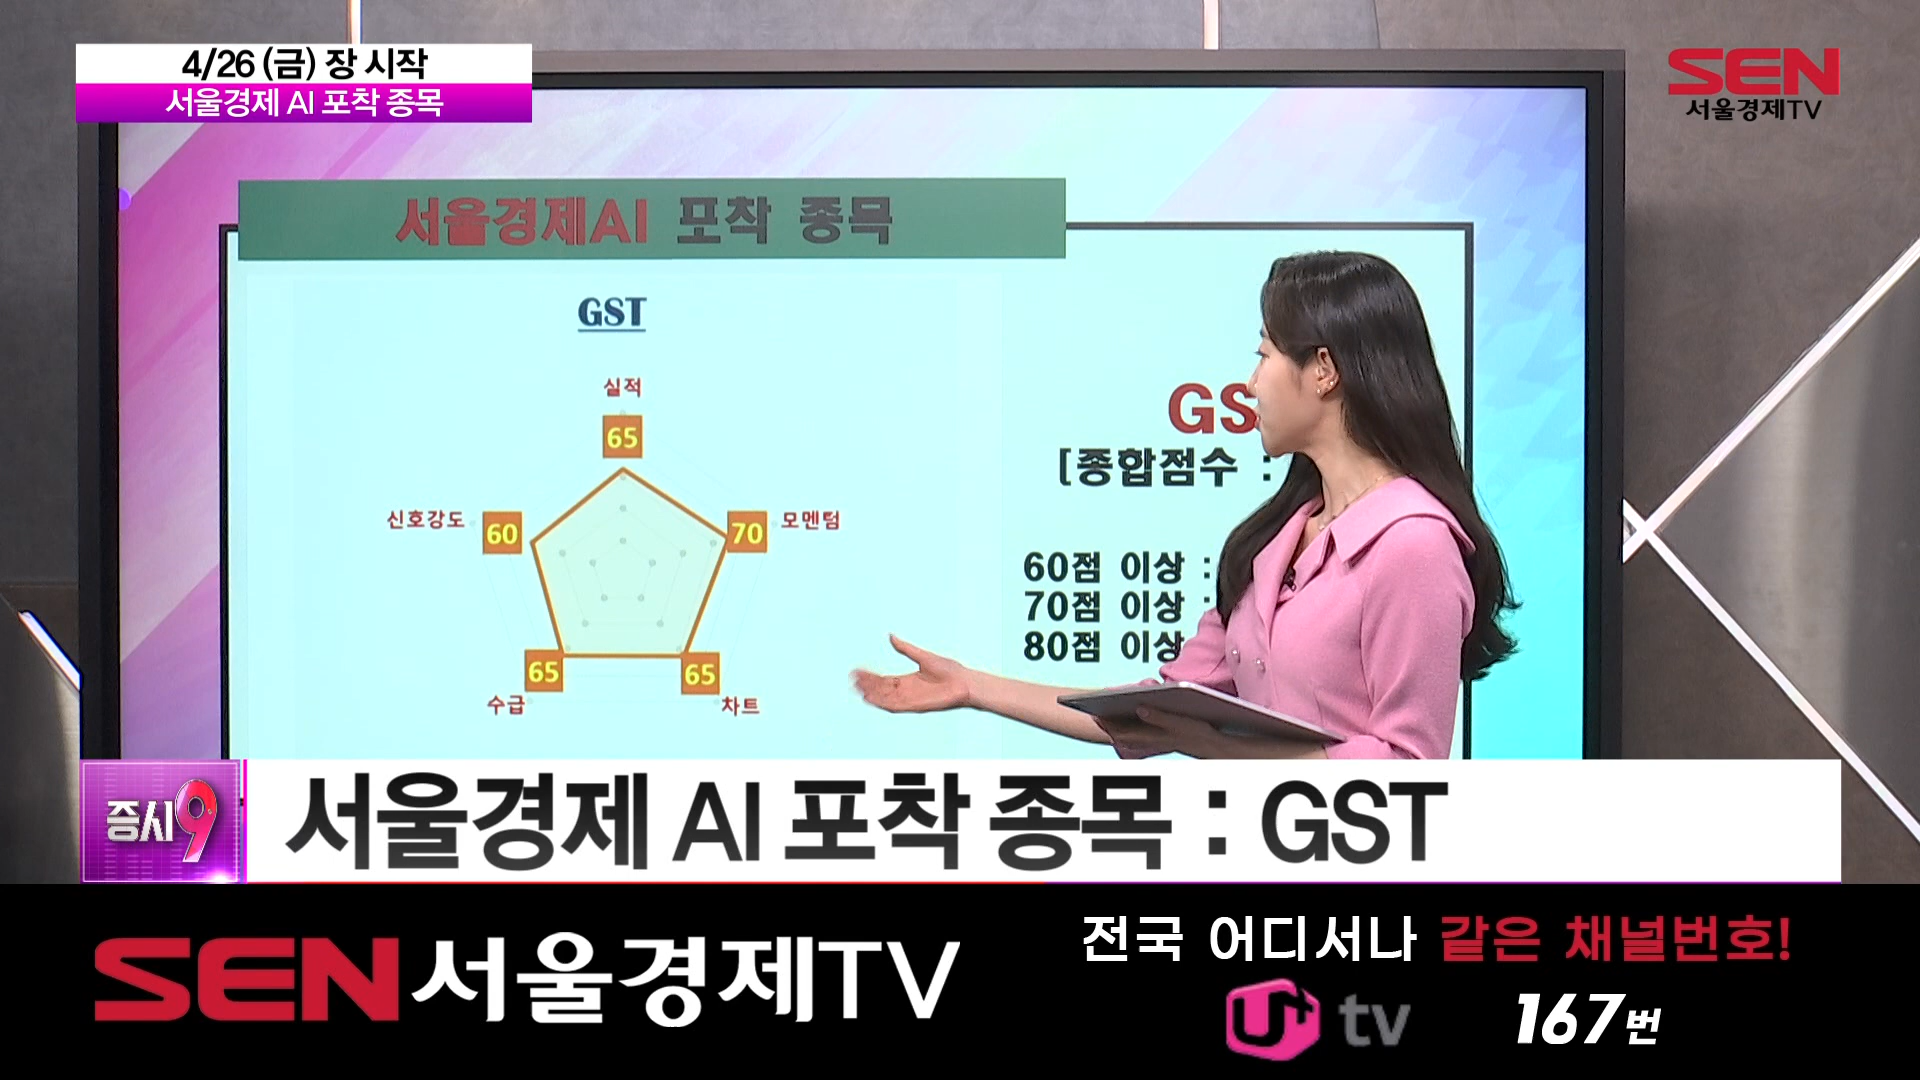 4/26 (금) 장 시작
서울경제 AI 포착 종목
SEN
서울경제TV
서울경제AI 포착 종목
GST
실적
65
신호강도
60
70
모멘텀
65
수급
65
차트
[종합점수 :
60점 이상 :
70점 이상 :
80점 이상
증시9
서울경제 AI 포착 종목 : GST
SEN서울경제TV
전국 어디서나 같은 채널번호!
U+ tv
167번